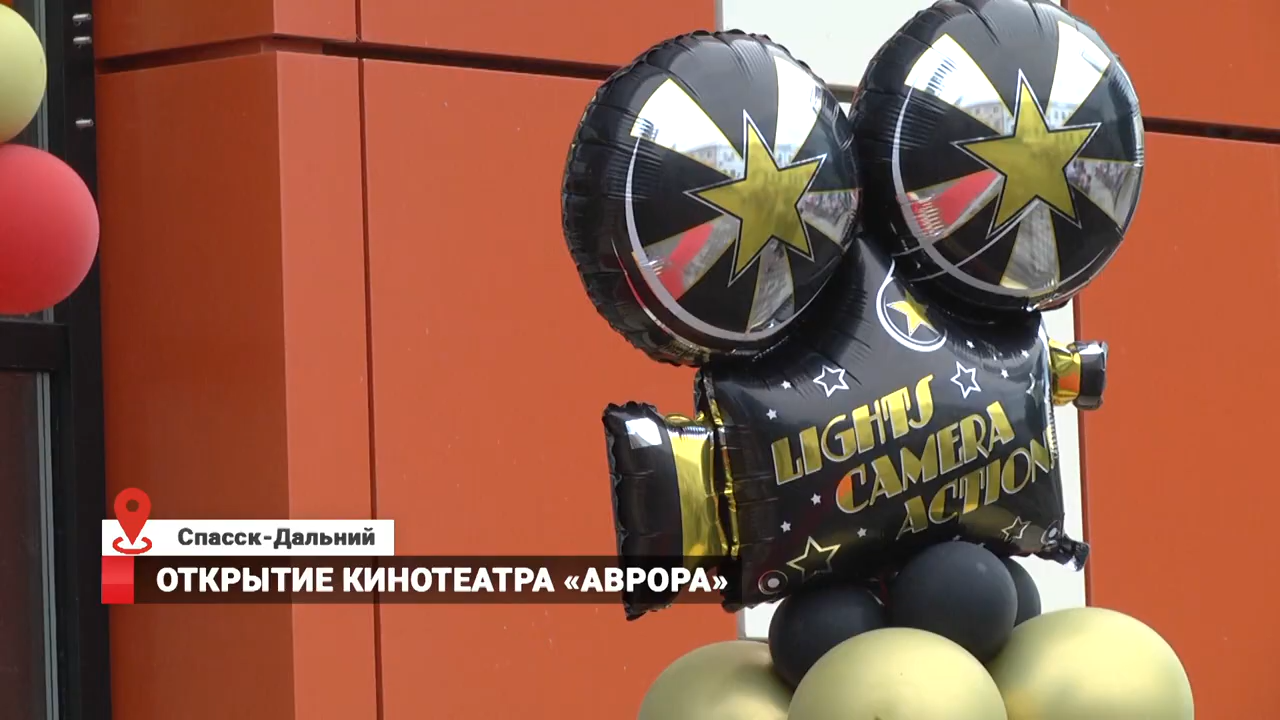 LIGHTS
CAMERA
ACTION
Спасск-Дальний
ОТКРЫТИЕ КИНОТЕАТРА «АВРОРА»